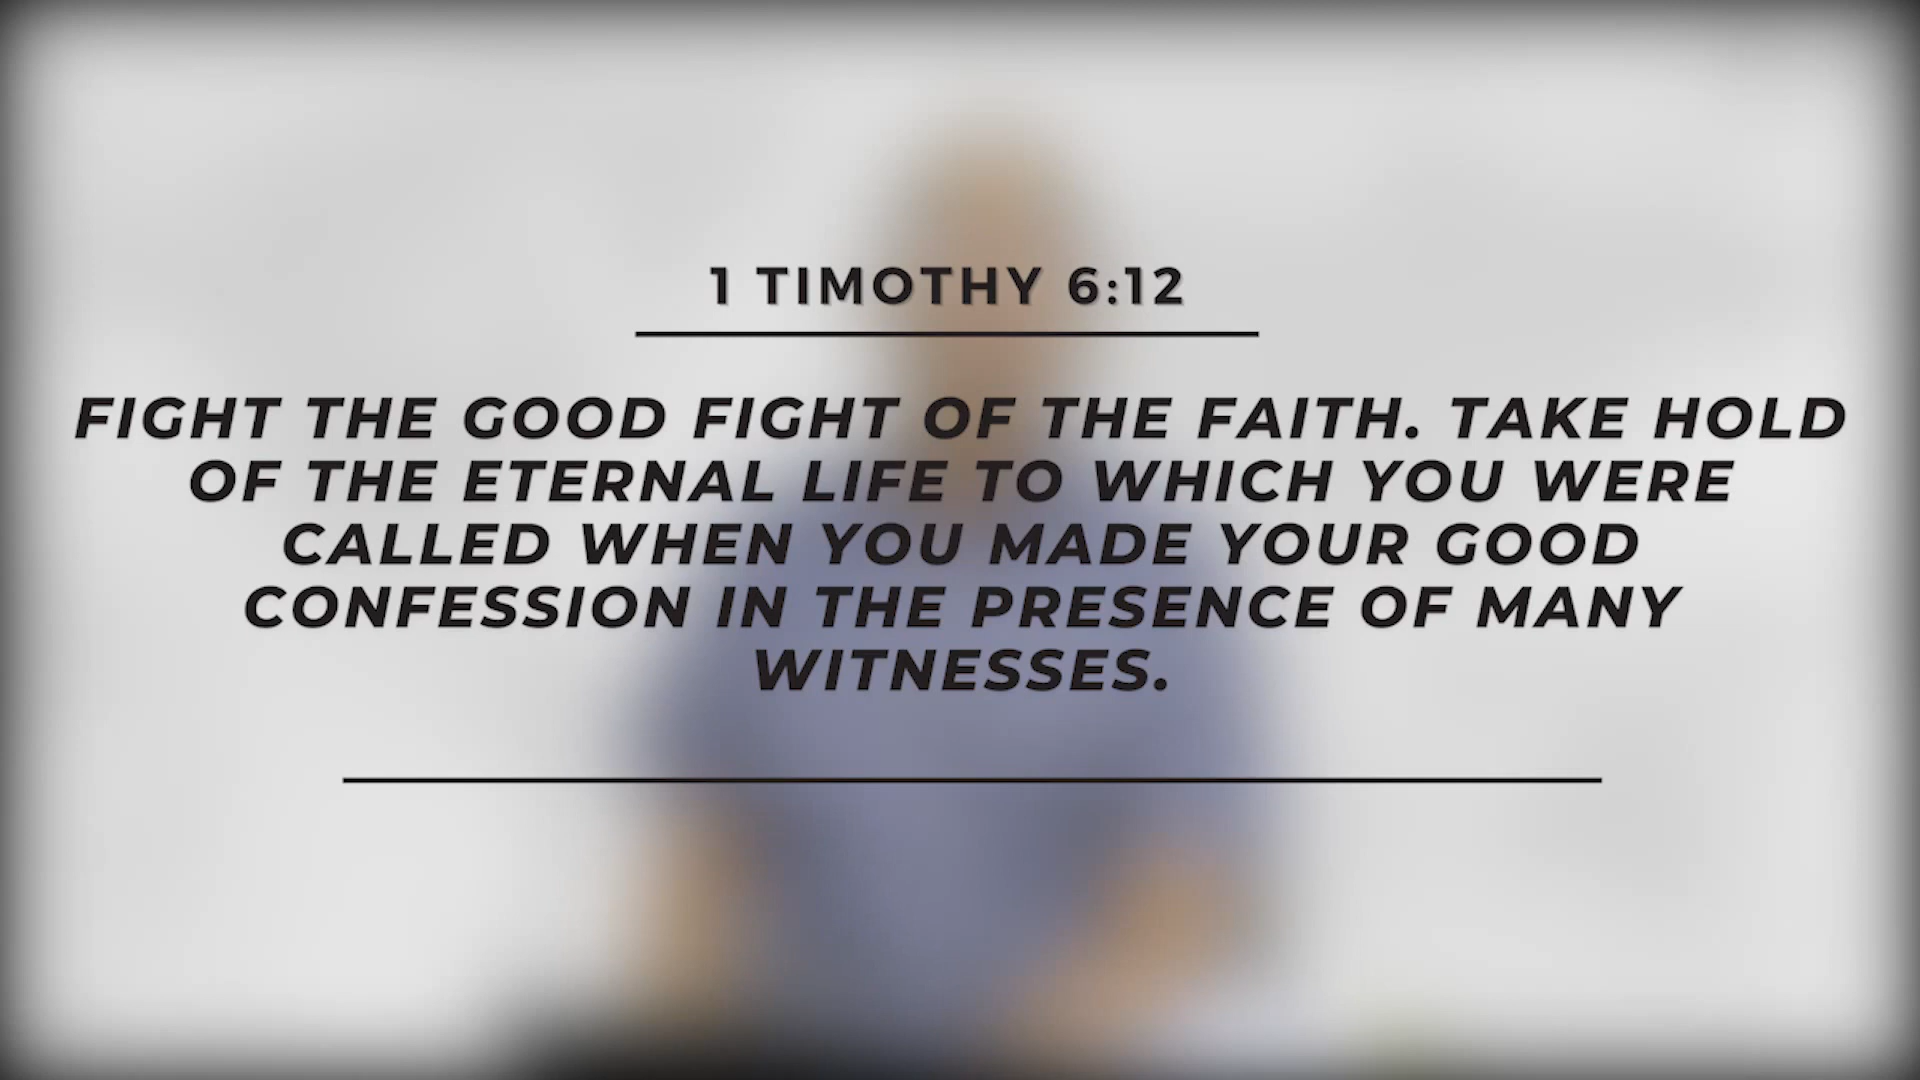 1 TIMOTHY 6:12
FIGHT THE GOOD FIGHT OF THE FAITH. TAKE HOLD
OF THE ETERNAL LIFE TO WHICH YOU WERE
CALLED WHEN YOU MADE YOUR GOOD
CONFESSION IN THE PRESENCE OF MANY
WITNESSES.